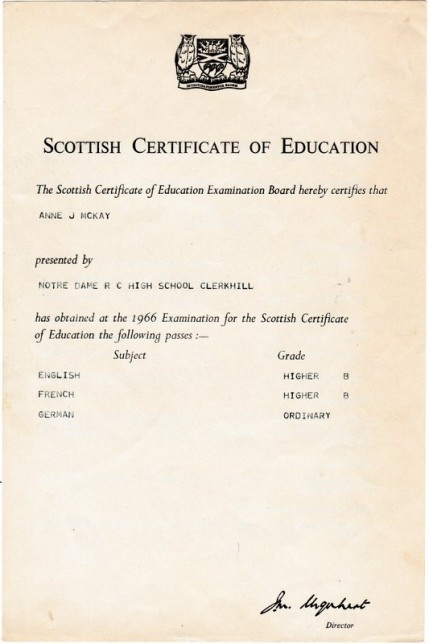 SCOTTISH CERTIFICATE OF EDUCATION
The Scottish Certificate of Education Examination Board hereby certifies that
ANNE J MCKAY
presented by
NOTRE DAME R C HIGH SCHOOL CLERKHILL
has obtained at the 1966 Examination for the Scottish Certificate
of Education the following passes :—
Subject Grade
ENGLISH HIGHER B
FRENCH HIGHER B
GERMAN ORDINARY
Jn. Urquhart
Director